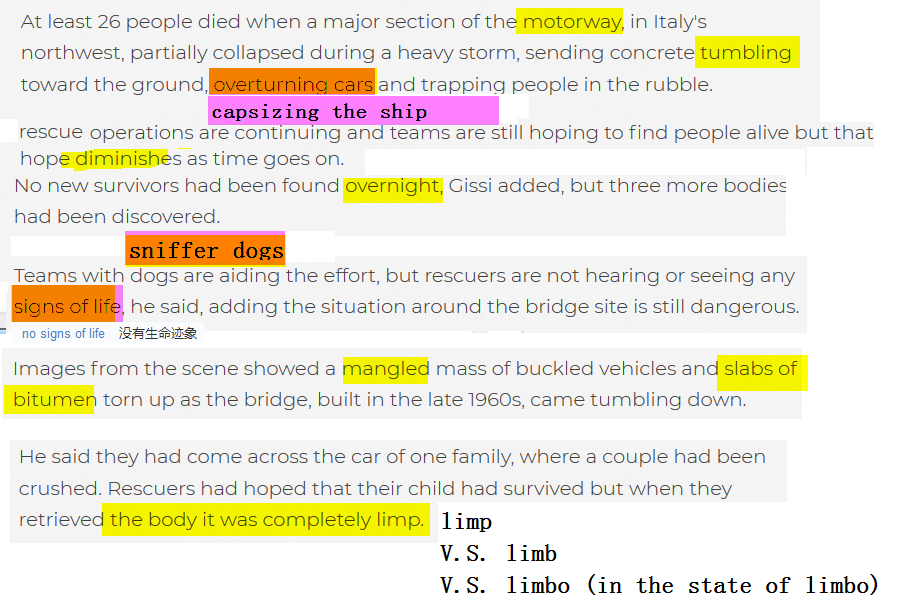 At least 26 people died when a major section of the motorway, in Italy's
northwest, partially collapsed during a heavy storm, sending concrete tumbling
toward the ground, overturning cars and trapping people in the rubble.
capsizing the ship
rescue operations are continuing and teams are still hoping to find people alive but that
hope diminishes as time goes on.
No new survivors had been found overnight, Gissi added, but three more bodies
had been discovered.
sniffer dogs
Teams with dogs are aiding the effort, but rescuers are not hearing or seeing any
signs of life, he said, adding the situation around the bridge site is still dangerous.
no signs of life 没有生命迹象
Images from the scene showed a mangled mass of buckled vehicles and slabs of
bitumen torn up as the bridge, built in the late 1960s, came tumbling down.
He said they had come across the car of one family, where a couple had been
crushed. Rescuers had hoped that their child had survived but when they
retrieved the body it was completely limp.
limp
V.S. limb
V.S. limbo (in the state of limbo)